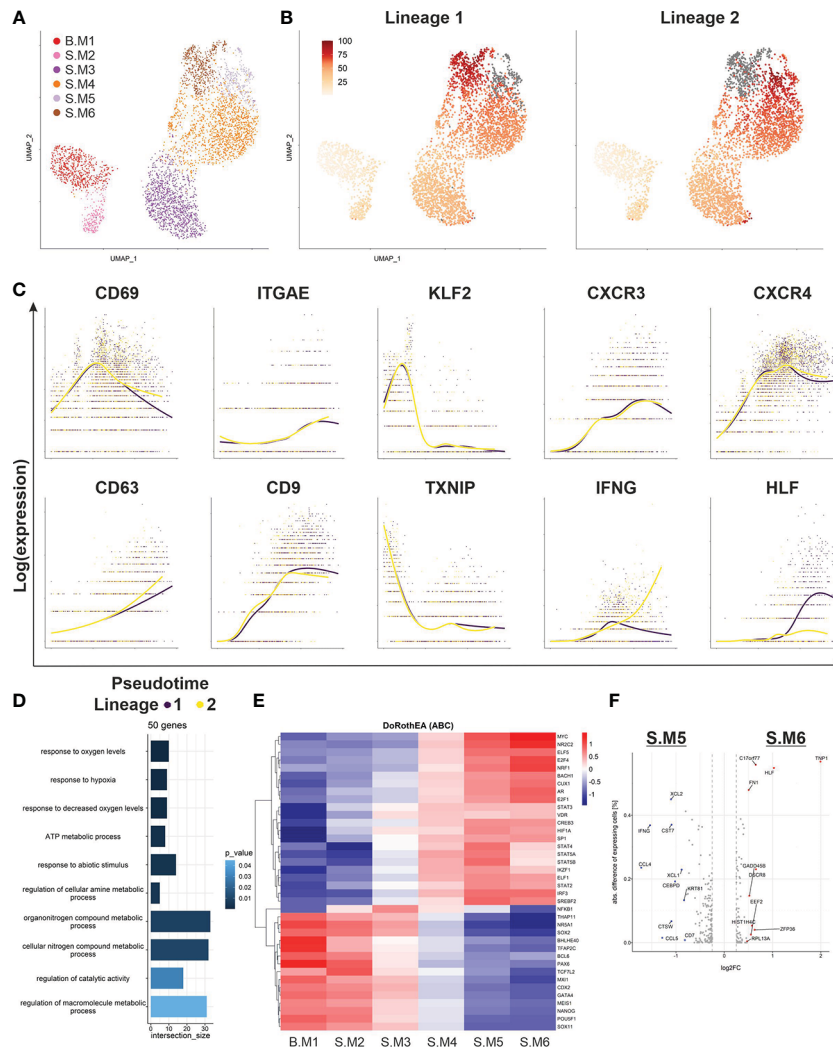 A
B.M1
S.M2
S.M3
S.M4
S.M5
S.M6
UMAP_2
UMAP_1
B
Lineage 1
Lineage 2
100
75
50
25
UMAP_2
UMAP_1
C
CD69
ITGAE
KLF2
CXCR3
CXCR4
CD63
CD9
TXNIP
IFNG
HLF
Log(expression)
Pseudotime
Lineage 1 2
D
50 genes
response to oxygen levels
response to hypoxia
response to decreased oxygen levels
ATP metabolic process
response to abiotic stimulus
regulation of cellular amine metabolic
process
organonitrogen compound metabolic
process
cellular nitrogen compound metabolic
process
regulation of catalytic activity
regulation of macromolecule metabolic
process
0 10 20 30
intersection_size
p_value
0.04
0.03
0.02
0.01
E
DoRothEA (ABC)
MYC
NR2C2
ELF5
E2F4
NRF1
BACH1
CUX1
AR
E2F1
STAT3
VDR
CREB3
HIF1A
SP1
STAT4
STAT5A
STAT5B
IKZF1
ELF1
STAT2
IRF3
SREBF2
NFKB1
THAP11
NR5A1
SOX2
BHLHE40
TFAP2C
BCL6
PAX6
TCF7L2
MXI1
CDX2
GATA4
MEIS1
NANOG
POU5F1
SOX11
B.M1 S.M2 S.M3 S.M4 S.M5 S.M6
1
0.5
0
-0.5
-1
F
S.M5
S.M6
abs. difference of expressing cells [%]
0.4
0.2
0.0
-1 0 1 2
log2FC
C17orf77
TNP1
HLF
FN1
XCL2
IFNG
CST7
CCL4
XCL1
CEBPD
KRT81
GADD45B
DSCR8
EEF2
HIST1H4C
CTSW
ZFP36
CCL5
CD7
RPL13A